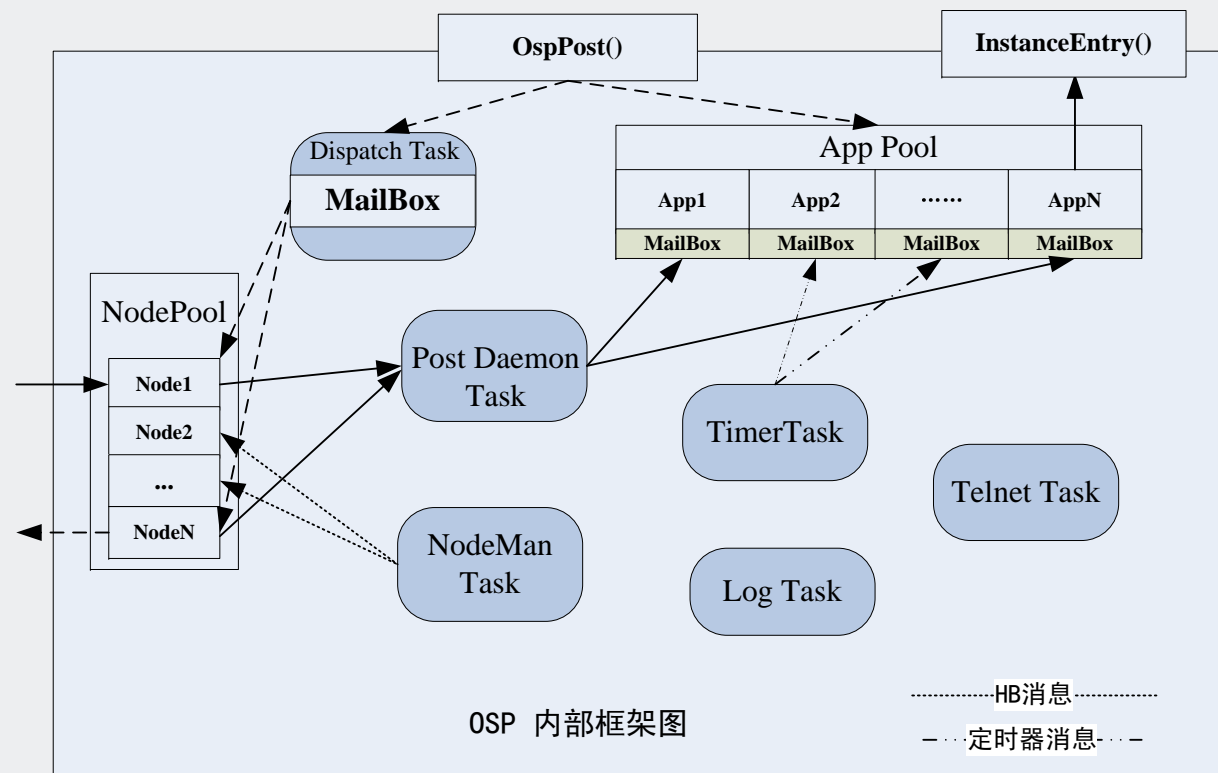 OspPost()
InstanceEntry()
Dispatch Task
MailBox
App Pool
App1 App2 ...... AppN
MailBox MailBox MailBox MailBox
NodePool
Node1
Node2
...
NodeN
Post Daemon
Task
TimerTask
Telnet Task
NodeMan
Task
Log Task
OSP 内部框架图
HB消息
定时器消息